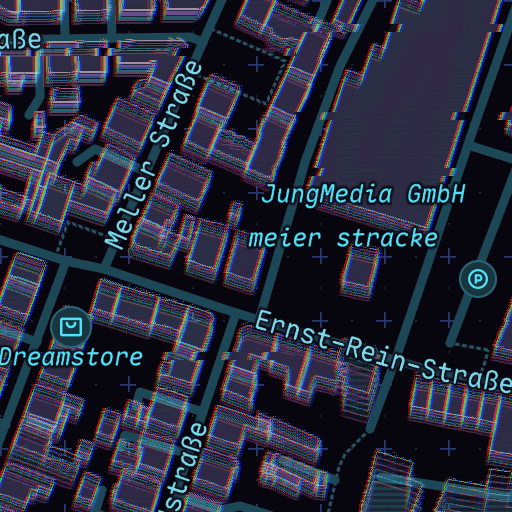 aße
Meller Straße
JungMedia GmbH
meier stracke
P
Ernst-Rein-Straße
Dreamstore
straße